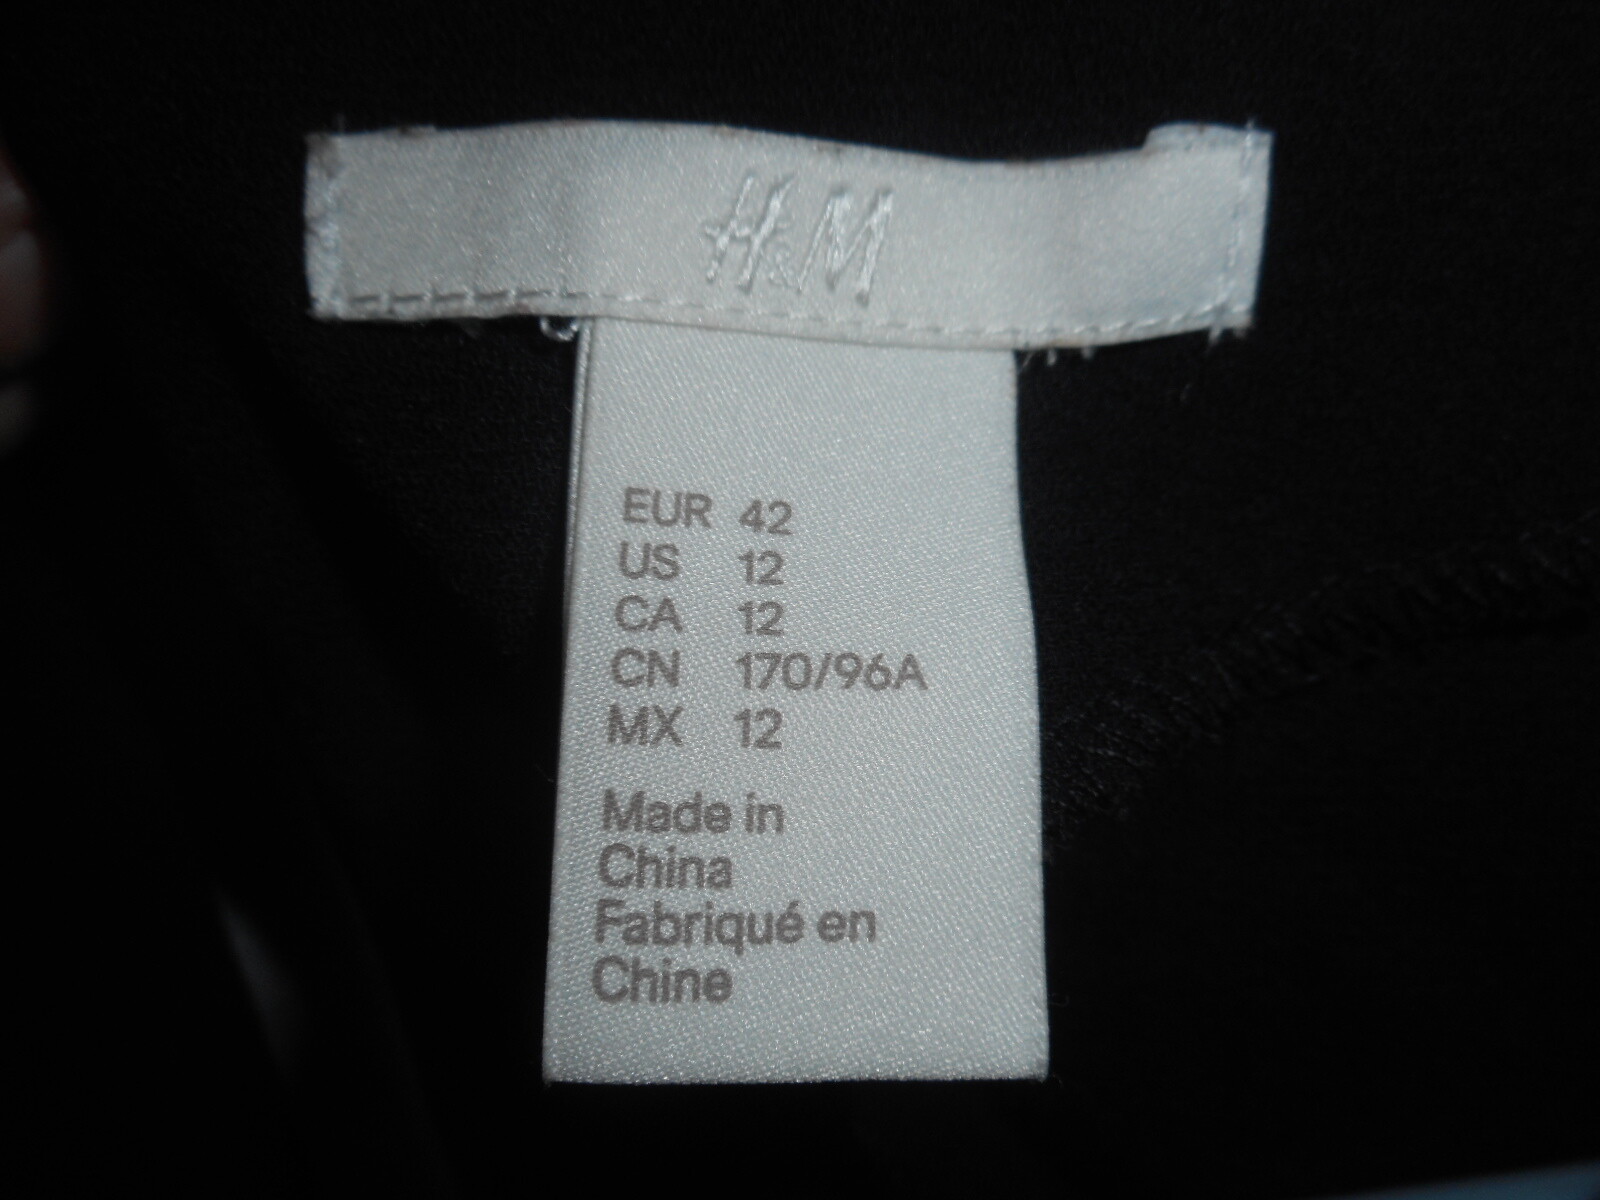 H&M
EUR 42
US 12
CA 12
CN 170/96A
MX 12
Made in
China
Fabriqué en
Chine